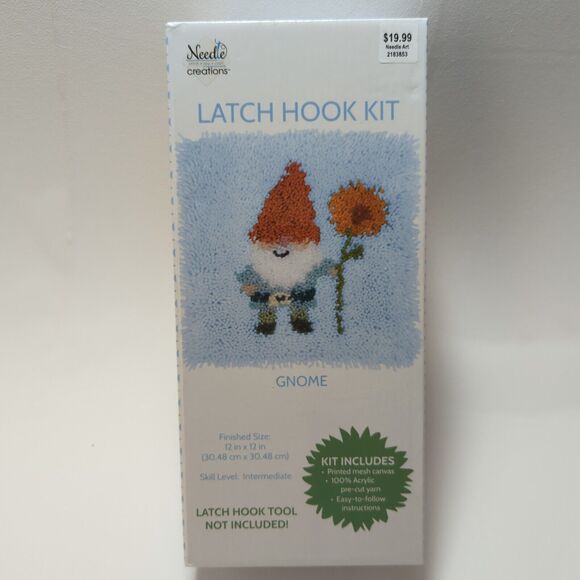 $19.99
Needle Art
2183853
Needle
creations™
LATCH HOOK KIT
GNOME
Finished Size:
12 in x 12 in
(30.48 cm x 30.48 cm)
Skill Level: Intermediate
LATCH HOOK TOOL
NOT INCLUDED!
KIT INCLUDES
• Printed mesh canvas
• 100% Acrylic
pre-cut yarn
• Easy-to-follow
instructions